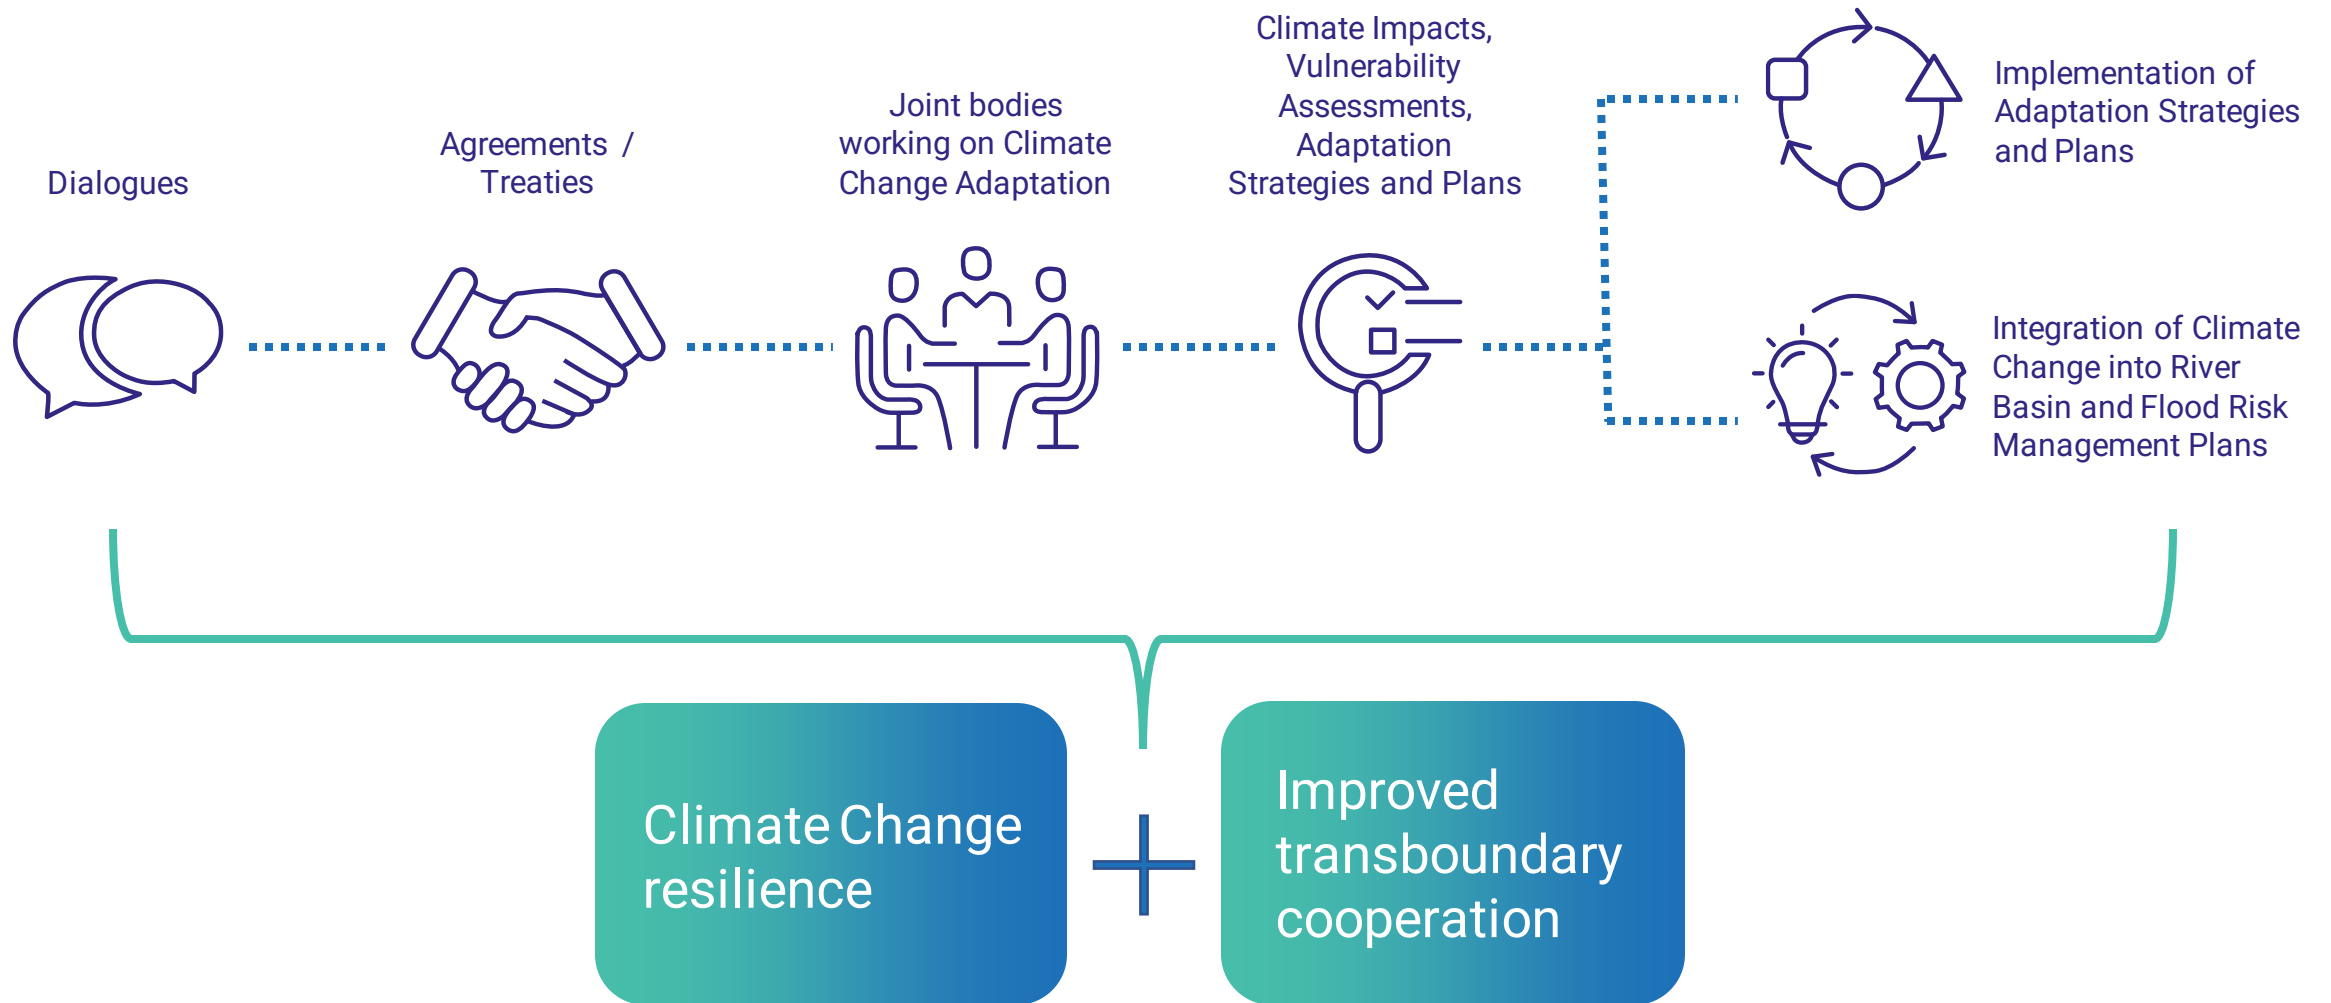 Dialogues
Agreements /
Treaties
Joint bodies
working on Climate
Change Adaptation
Climate Impacts,
Vulnerability
Assessments,
Adaptation
Strategies and Plans
Implementation of
Adaptation Strategies
and Plans
Integration of Climate
Change into River
Basin and Flood Risk
Management Plans
Climate Change
resilience
Improved
transboundary
cooperation